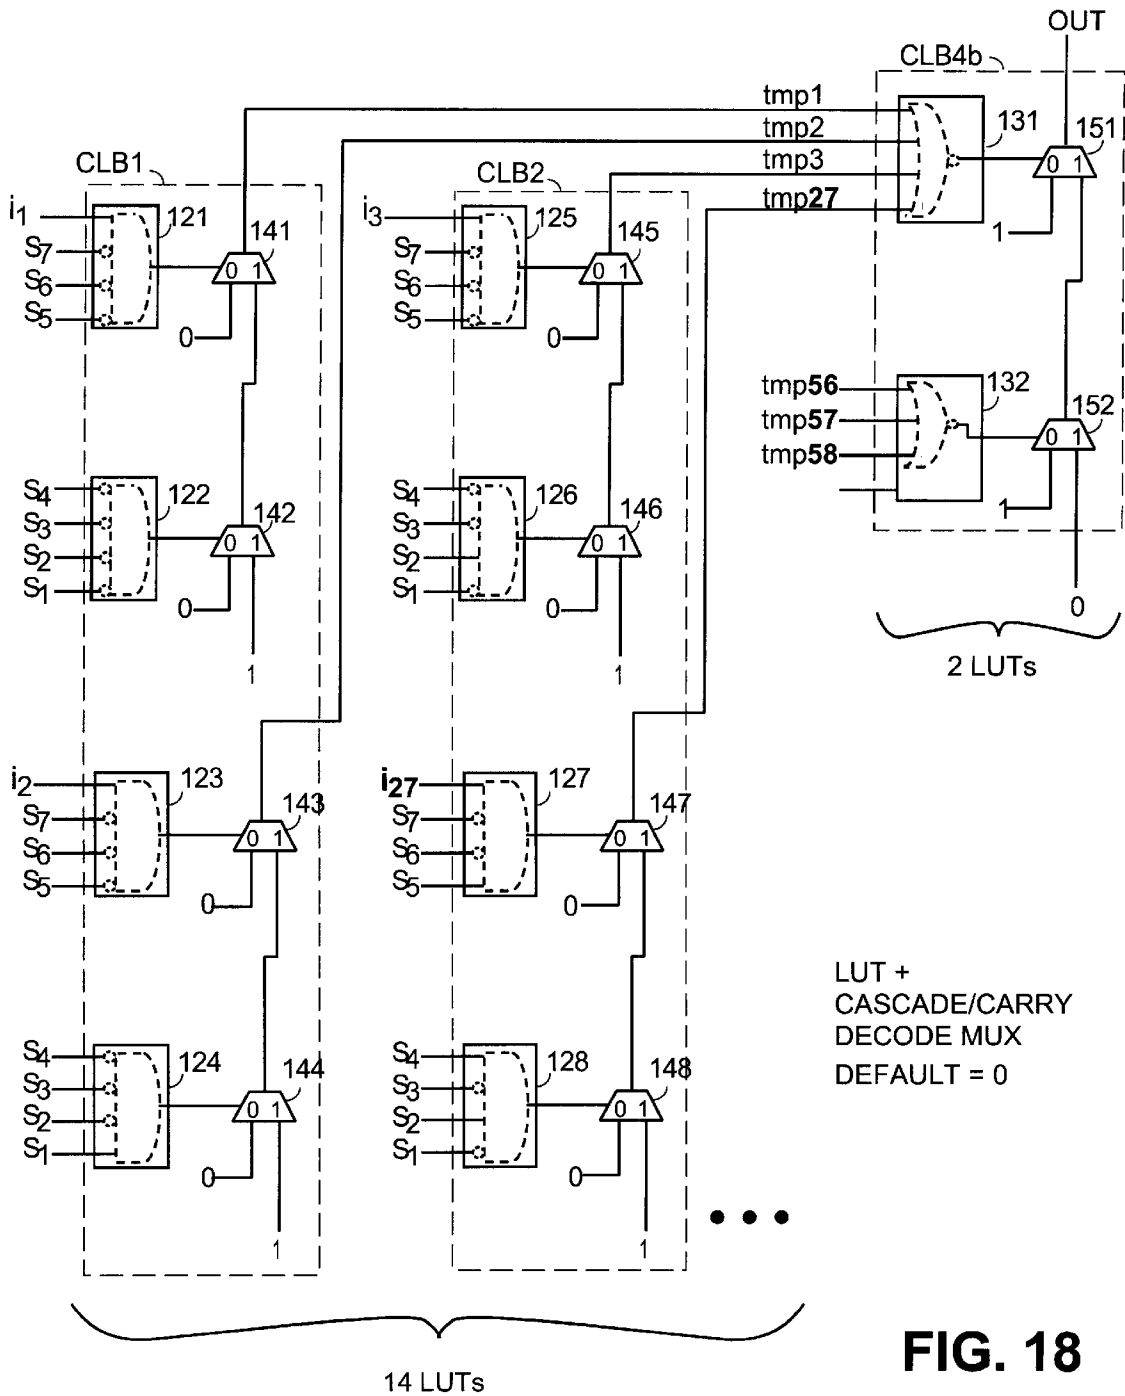 OUT
CLB4b
tmp1
tmp2
tmp3
tmp27
131
151
0 1
1
CLB1
i1
S7
S6
S5
121
141
0 1
0
CLB2
i3
S7
S6
S5
125
145
0 1
0
tmp56
tmp57
tmp58
132
152
0 1
1
0
2 LUTs
S4
S3
S2
S1
122
142
0 1
0
1
S4
S3
S2
S1
126
146
0 1
0
1
i2
S7
S6
S5
123
143
0 1
0
i27
S7
S6
S5
127
147
0 1
0
S4
S3
S2
S1
124
144
0 1
0
1
S4
S3
S2
S1
128
148
0 1
0
1
LUT +
CASCADE/CARRY
DECODE MUX
DEFAULT = 0
14 LUTs
FIG. 18